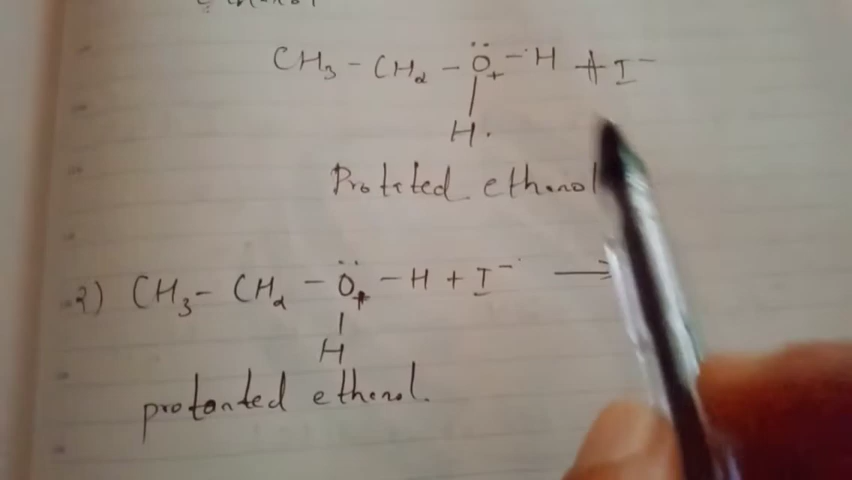 CH₃ - CH₂ - Ö⁺ - H + I⁻
|
H.
Protated ethanol
2) CH₃ - CH₂ - Ö⁺ - H + I⁻ →
|
H
protonted ethanol.